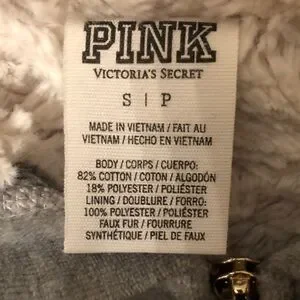 PINK
VICTORIA'S SECRET
S | P
MADE IN VIETNAM / FAIT AU
VIETNAM / HECHO EN VIETNAM
BODY / CORPS / CUERPO:
82% COTTON / COTON / ALGODÓN
18% POLYESTER / POLIÉSTER
LINING / DOUBLURE / FORRO:
100% POLYESTER / POLIÉSTER
FAUX FUR / FOURRURE
SYNTHÉTIQUE / PIEL DE FAUX